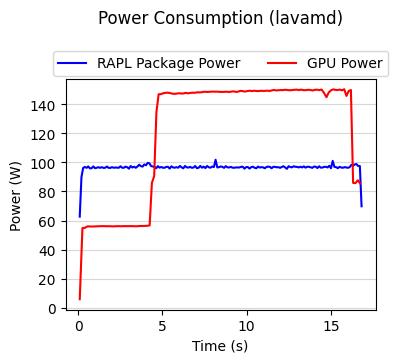 Power Consumption (lavamd)
RAPL Package Power
GPU Power
Power (W)
140
120
100
80
60
40
20
0
0
5
10
15
Time (s)